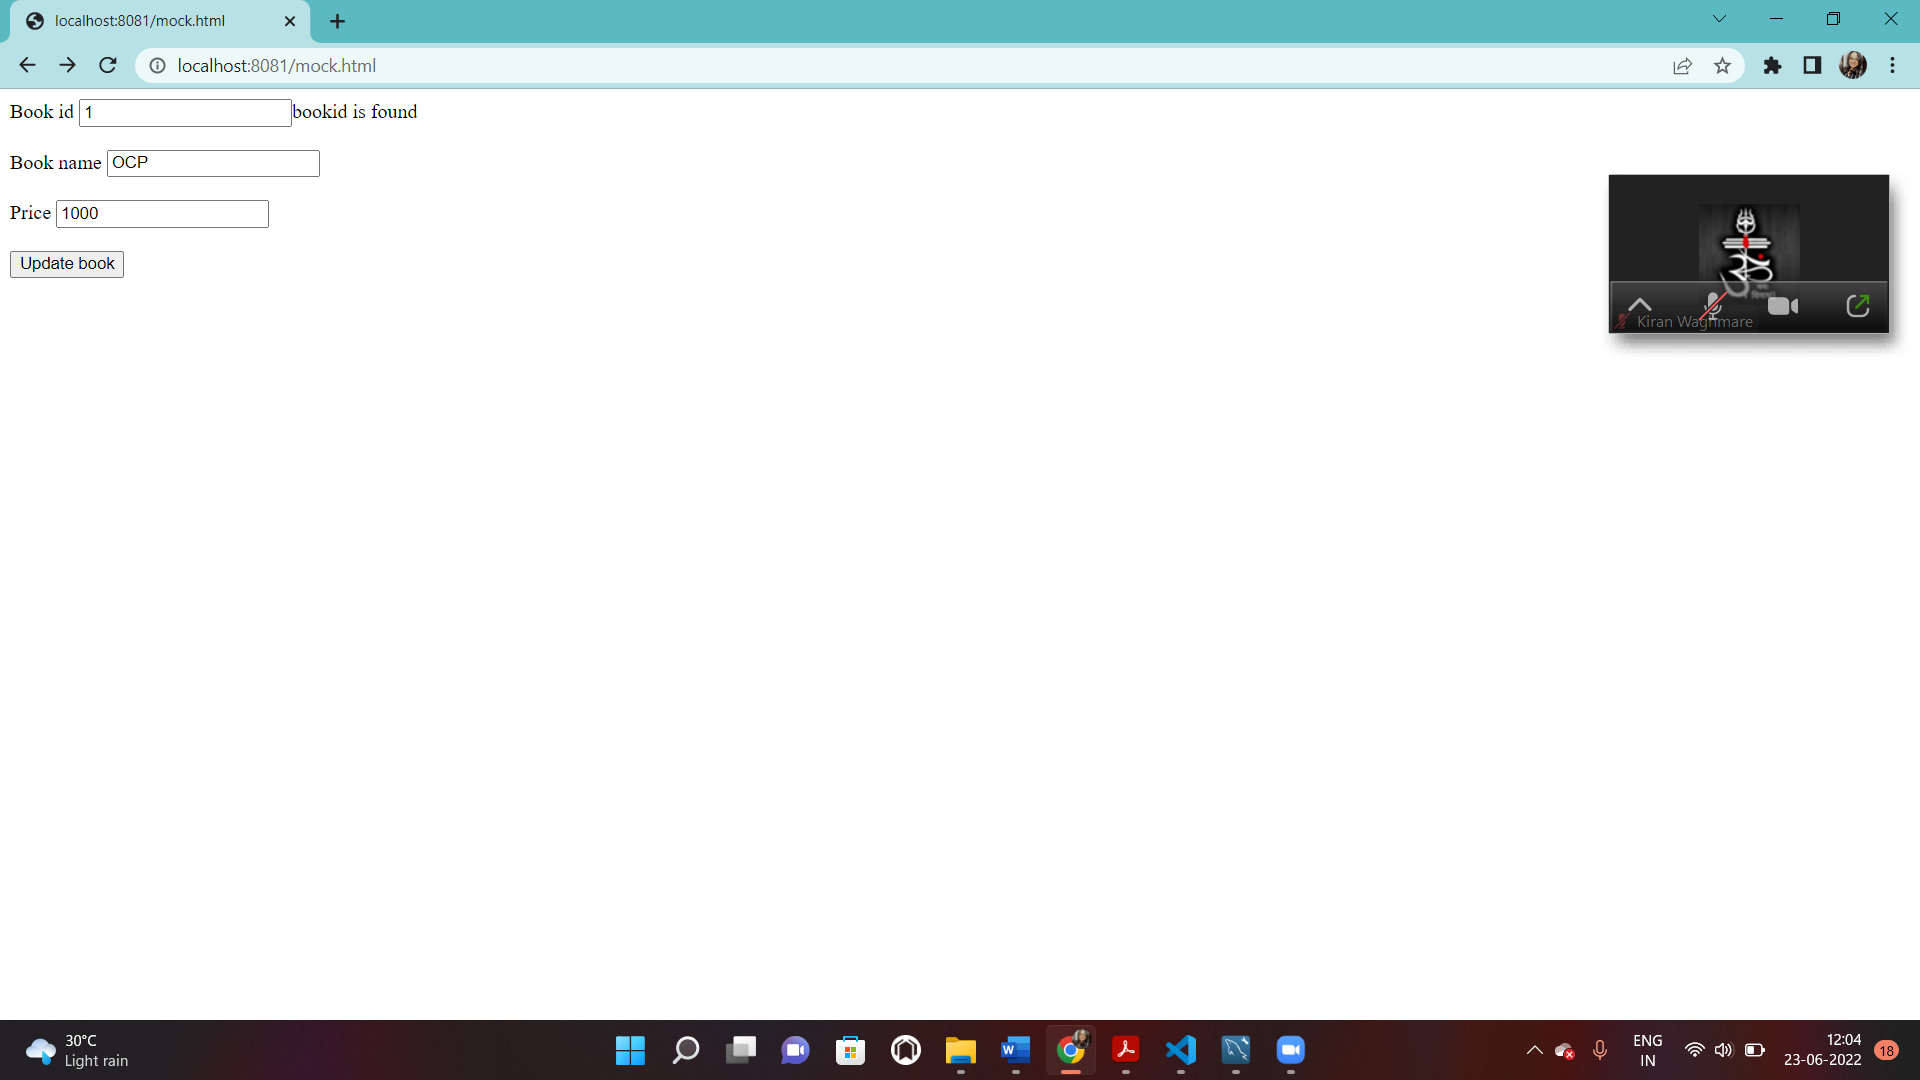 localhost:8081/mock.html
localhost:8081/mock.html
Book id 1 bookid is found
Book name OCP
Price 1000
Update book
Kiran Waghmare
30°C
Light rain
W
ENG
IN
12:04
23-06-2022
18